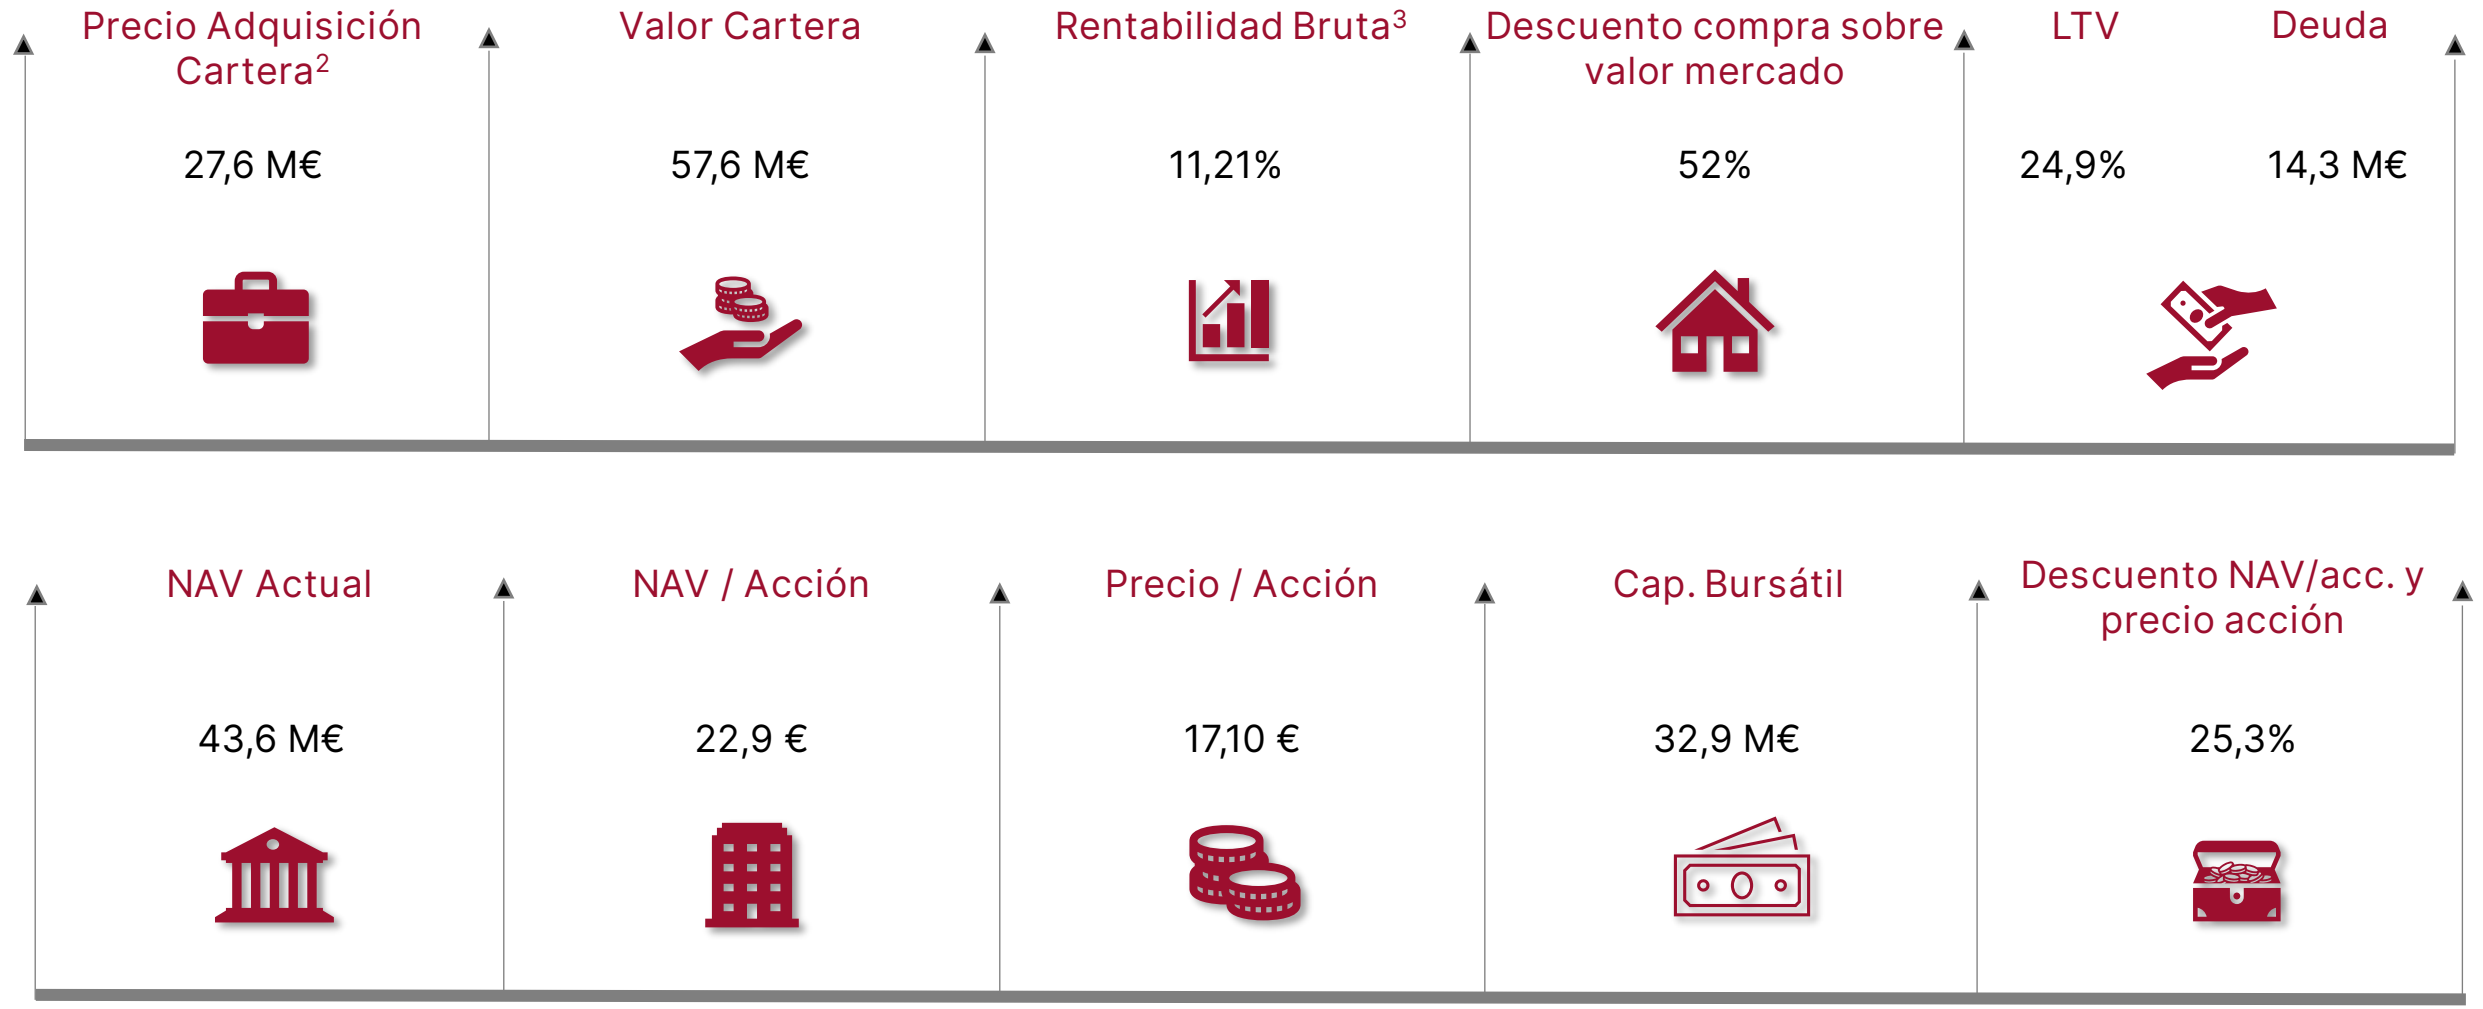 Precio Adquisición
Cartera²
Valor Cartera
Rentabilidad Bruta³
Descuento compra sobre
valor mercado
LTV
Deuda
27,6 M€
57,6 M€
11,21%
52%
24,9%
14,3 M€
NAV Actual
NAV / Acción
Precio / Acción
Cap. Bursátil
Descuento NAV/acc. y
precio acción
43,6 M€
22,9 €
17,10 €
32,9 M€
25,3%